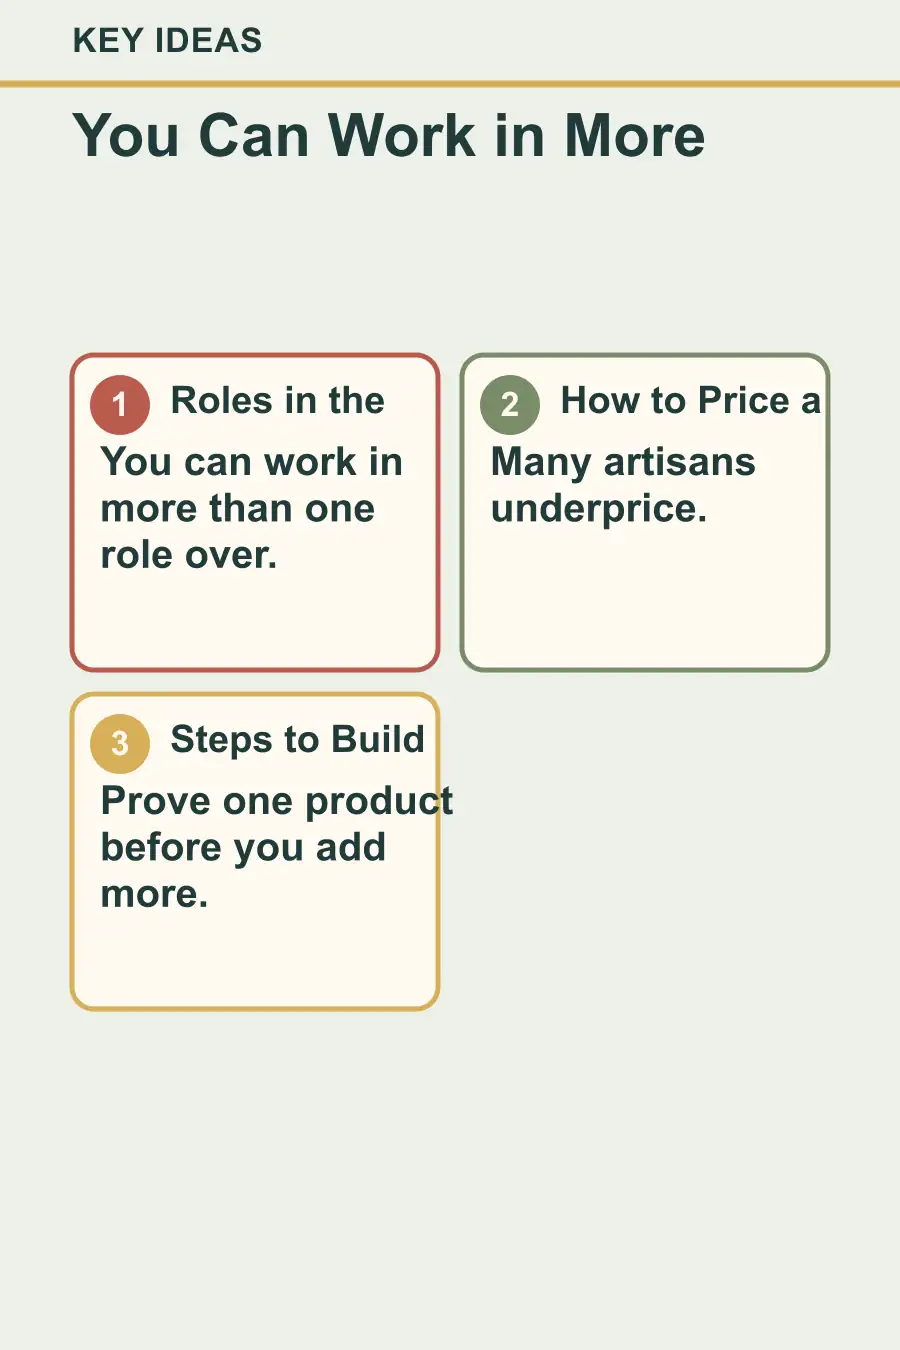 KEY IDEAS
You Can Work in More
1 Roles in the
You can work in
more than one
role over.
2 How to Price a
Many artisans
underprice.
3 Steps to Build
Prove one product
before you add
more.